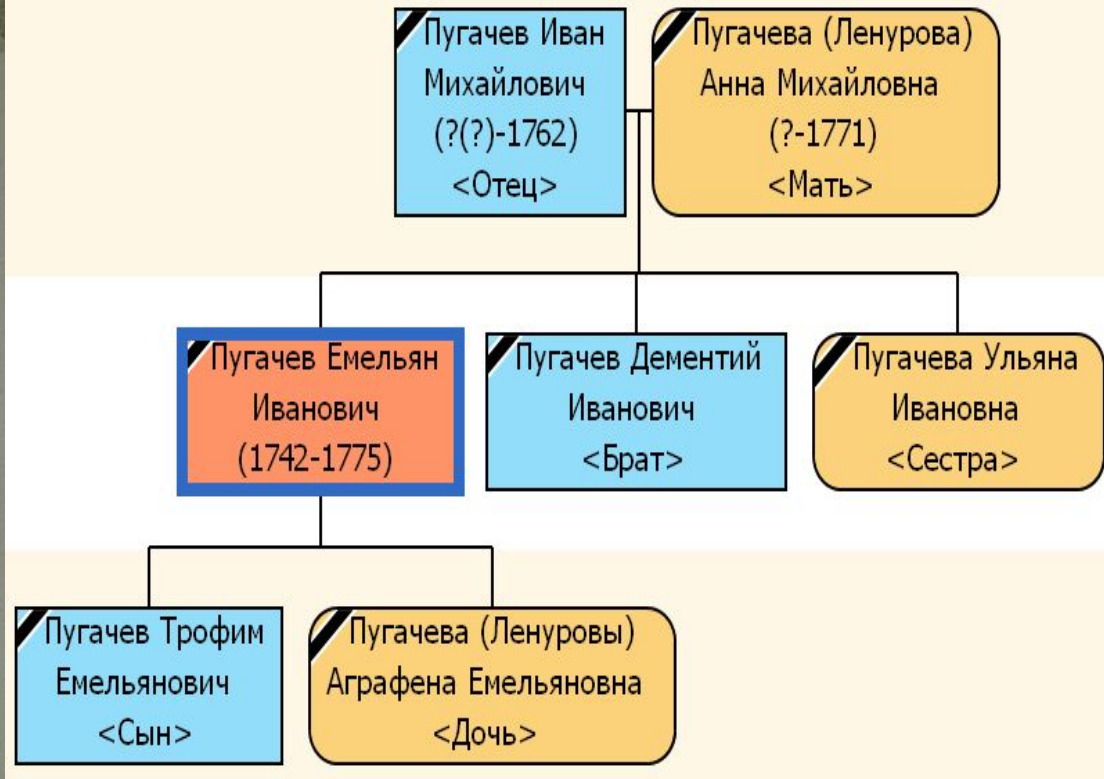 Пугачев Иван
Михайлович
(?(?)-1762)
<Отец>
Пугачева (Ленурова)
Анна Михайловна
(?-1771)
<Мать>
Пугачев Емельян
Иванович
(1742-1775)
Пугачев Дементий
Иванович
<Брат>
Пугачева Ульяна
Ивановна
<Сестра>
Пугачев Трофим
Емельянович
<Сын>
Пугачева (Ленуровы)
Аграфена Емельяновна
<Дочь>